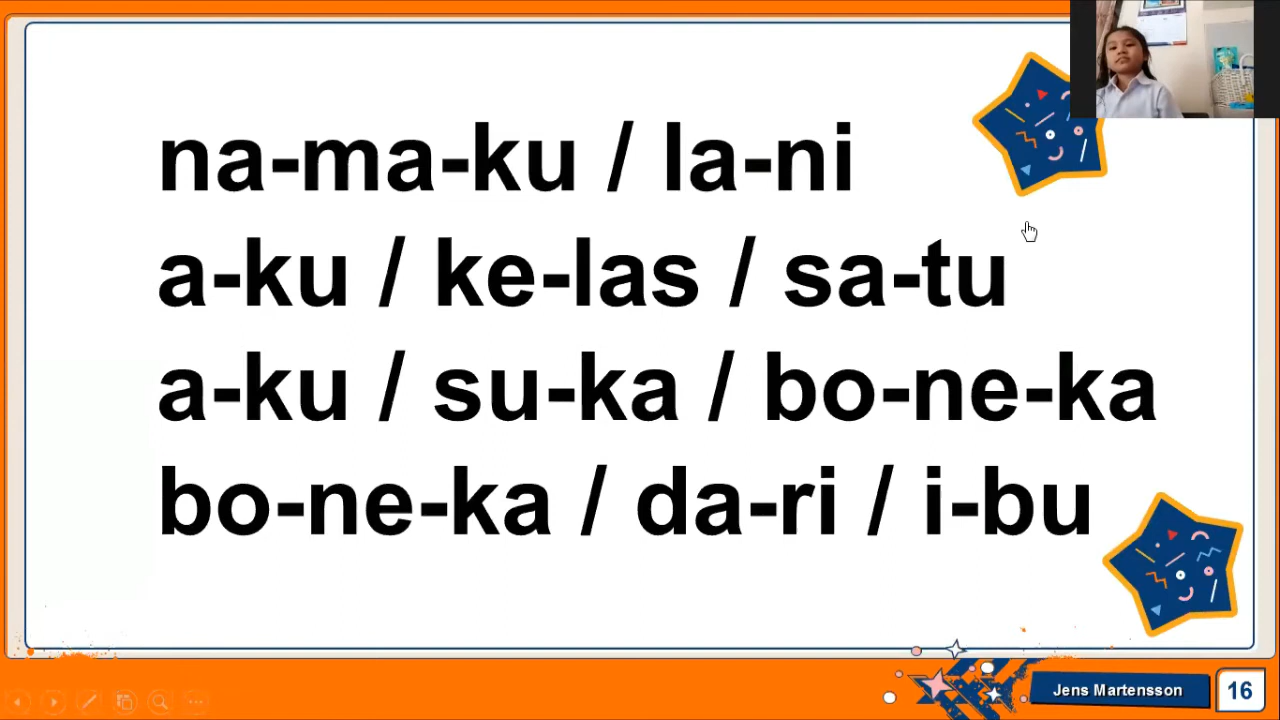 na-ma-ku / la-ni
a-ku / ke-las / sa-tu
a-ku / su-ka / bo-ne-ka
bo-ne-ka / da-ri / i-bu
Jens Martensson
16